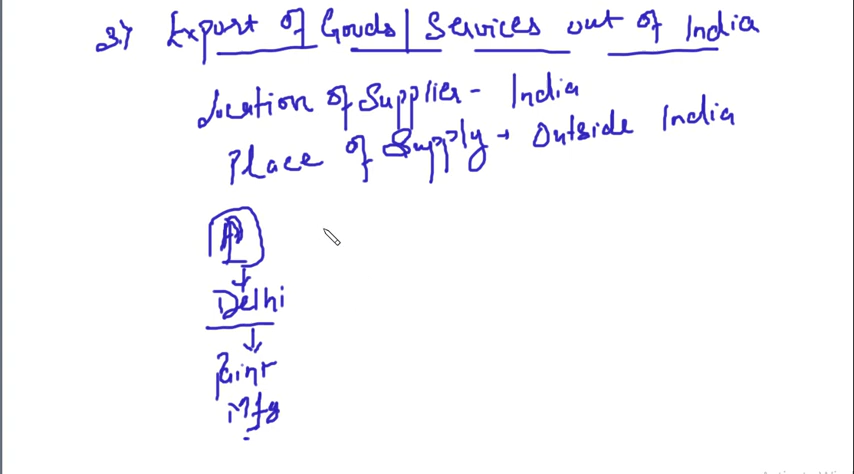 3.) Export of Goods| Services out of India
Location of Supplier - India
Place of Supply → Outside India
A
Delhi
Paint
Mfg